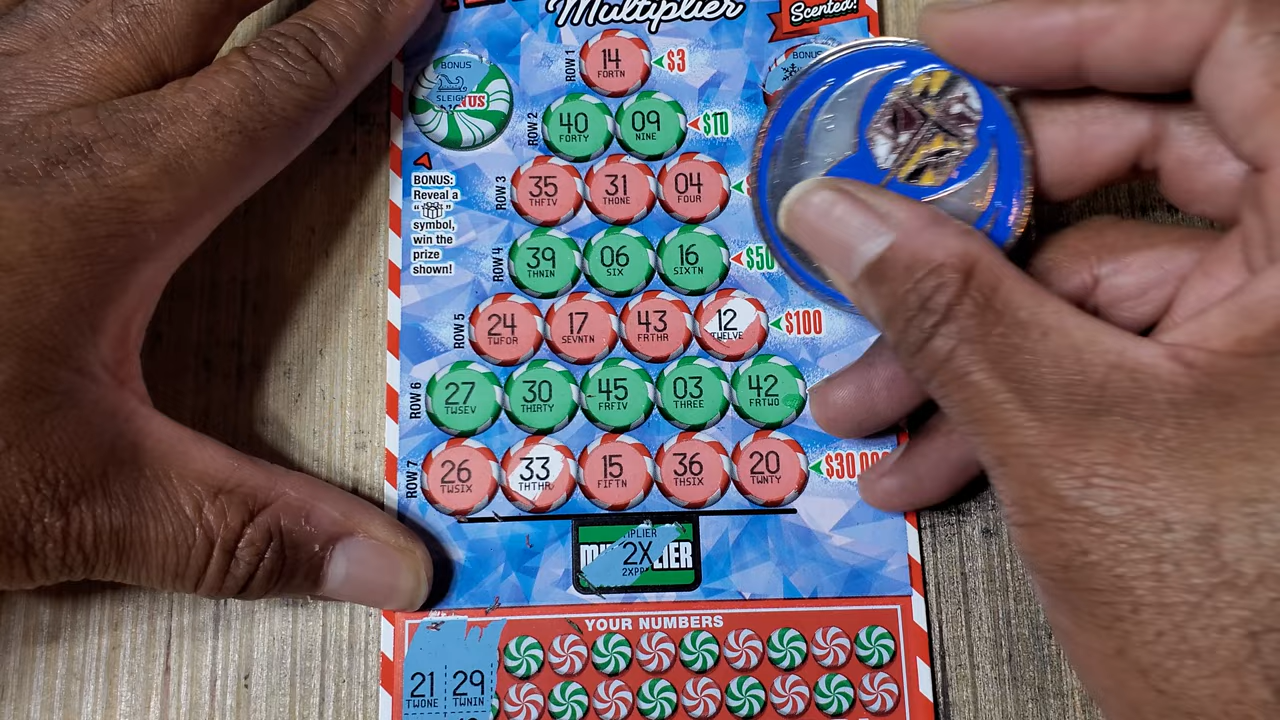 Multiplier
Scented!
BONUS
SLEIGH
BONUS
ROW 1
14
FORTN
$3
ROW 2
40 09
FORTY NINE
$10
BONUS:
Reveal a
" "
symbol,
win the
prize
shown!
ROW 3
35 31 04
THFIV THONE FOUR
ROW 4
39 06 16
THNIN SIX SIXTN
$50
ROW 5
24 17 43 12
TWFOR SEVNTN FRTHR TWELVE
$100
ROW 6
27 30 45 03 42
TWSEV THIRTY FRFIV THREE FRTWO
ROW 7
26 33 15 36 20
TWSIX THTHR FIFTN THSIX TWNTY
$30,000
2X
YOUR NUMBERS
21 29
TWONE TWNIN